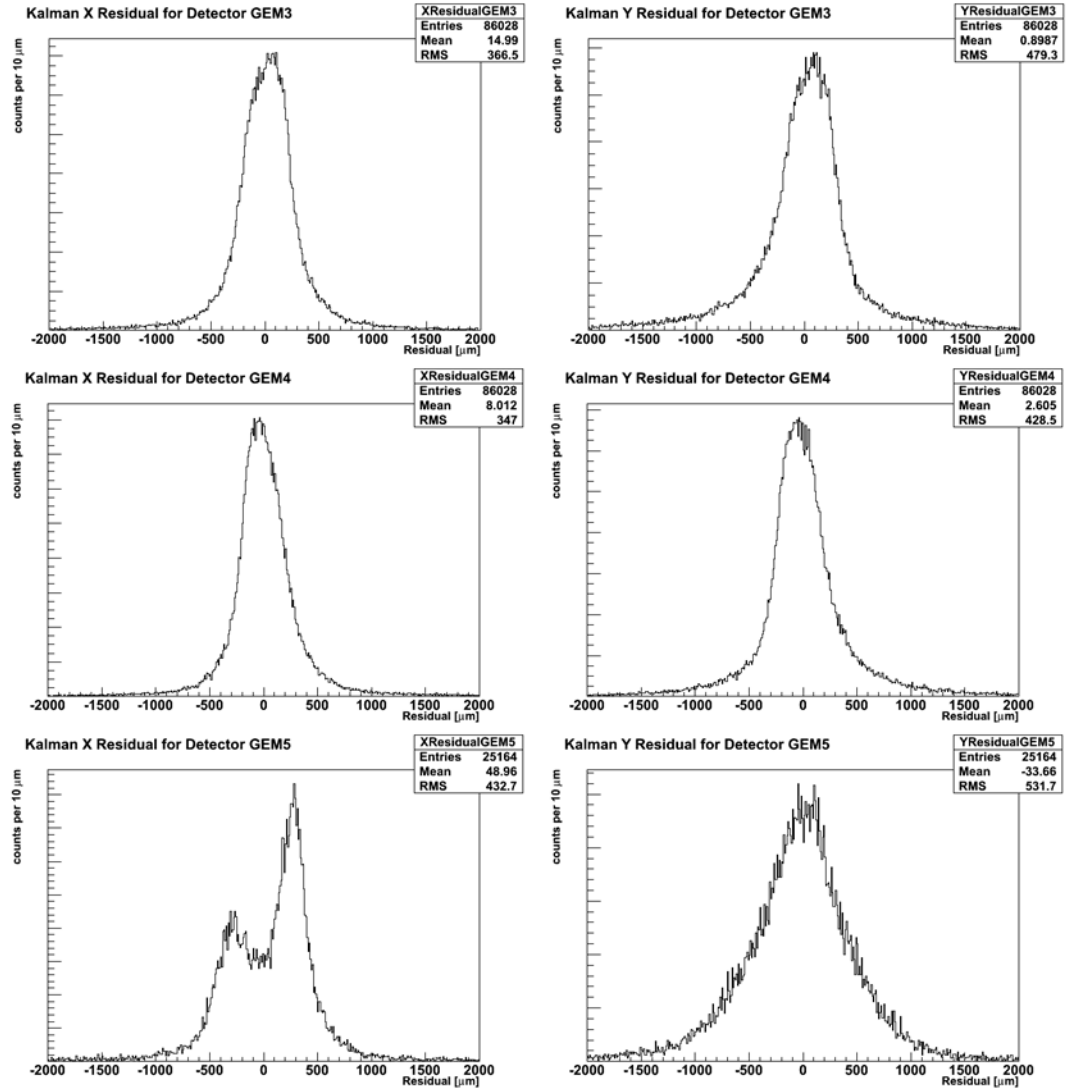 Kalman X Residual for Detector GEM3
XResidualGEM3
Entries 86028
Mean 14.99
RMS 366.5
counts per 10 μm
-2000 -1500 -1000 -500 0 500 1000 1500 2000
Residual [μm]
Kalman Y Residual for Detector GEM3
YResidualGEM3
Entries 86028
Mean 0.8987
RMS 479.3
counts per 10 μm
-2000 -1500 -1000 -500 0 500 1000 1500 2000
Residual [μm]
Kalman X Residual for Detector GEM4
XResidualGEM4
Entries 86028
Mean 8.012
RMS 347
counts per 10 μm
-2000 -1500 -1000 -500 0 500 1000 1500 2000
Residual [μm]
Kalman Y Residual for Detector GEM4
YResidualGEM4
Entries 86028
Mean 2.605
RMS 428.5
counts per 10 μm
-2000 -1500 -1000 -500 0 500 1000 1500 2000
Residual [μm]
Kalman X Residual for Detector GEM5
XResidualGEM5
Entries 25164
Mean 48.96
RMS 432.7
counts per 10 μm
-2000 -1500 -1000 -500 0 500 1000 1500 2000
Residual [μm]
Kalman Y Residual for Detector GEM5
YResidualGEM5
Entries 25164
Mean -33.66
RMS 531.7
counts per 10 μm
-2000 -1500 -1000 -500 0 500 1000 1500 2000
Residual [μm]